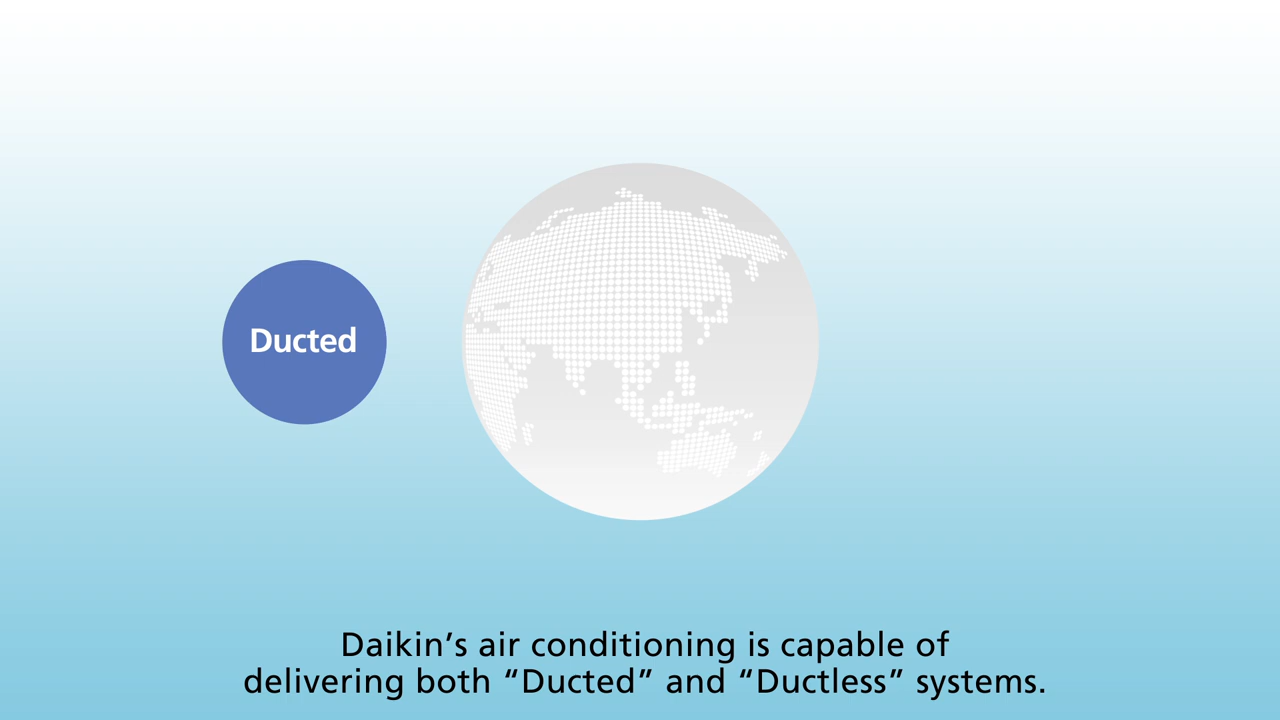 Ducted
Daikin’s air conditioning is capable of
delivering both “Ducted” and “Ductless” systems.